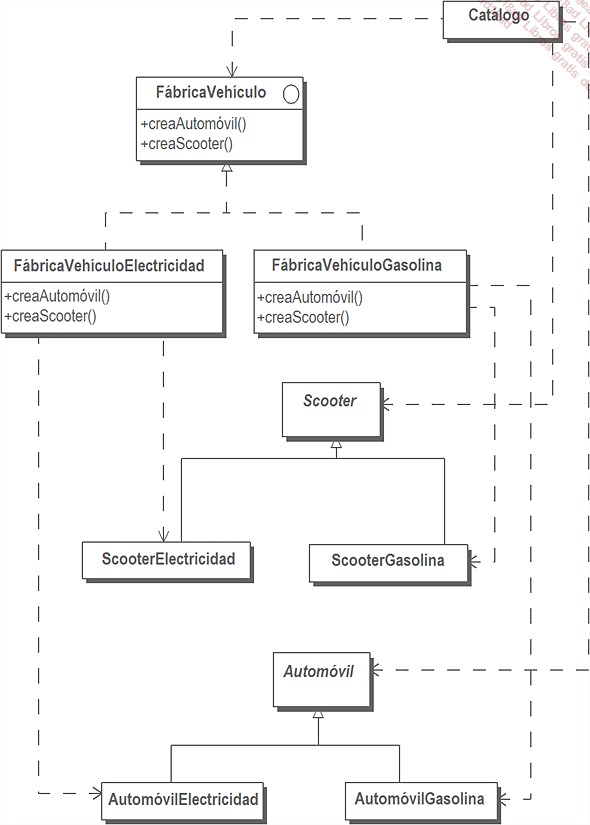 Catálogo
FábricaVehículo
+creaAutomóvil()
+creaScooter()
FábricaVehículoElectricidad
+creaAutomóvil()
+creaScooter()
FábricaVehículoGasolina
+creaAutomóvil()
+creaScooter()
Scooter
ScooterElectricidad
ScooterGasolina
Automóvil
AutomóvilElectricidad
AutomóvilGasolina